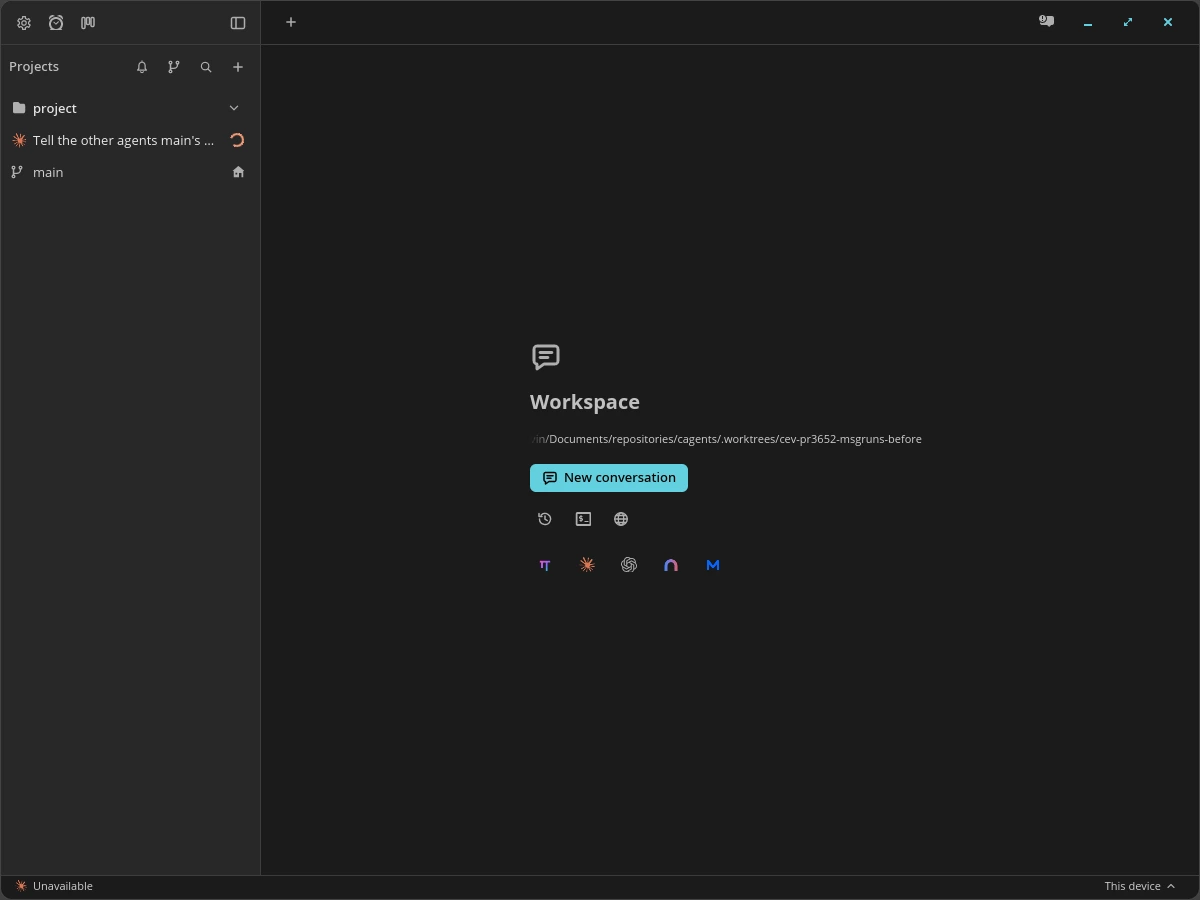 Projects
project
Tell the other agents main's ...
main
Workspace
in/Documents/repositories/cagents/.worktrees/cev-pr3652-msgruns-before
New conversation
Unavailable
This device